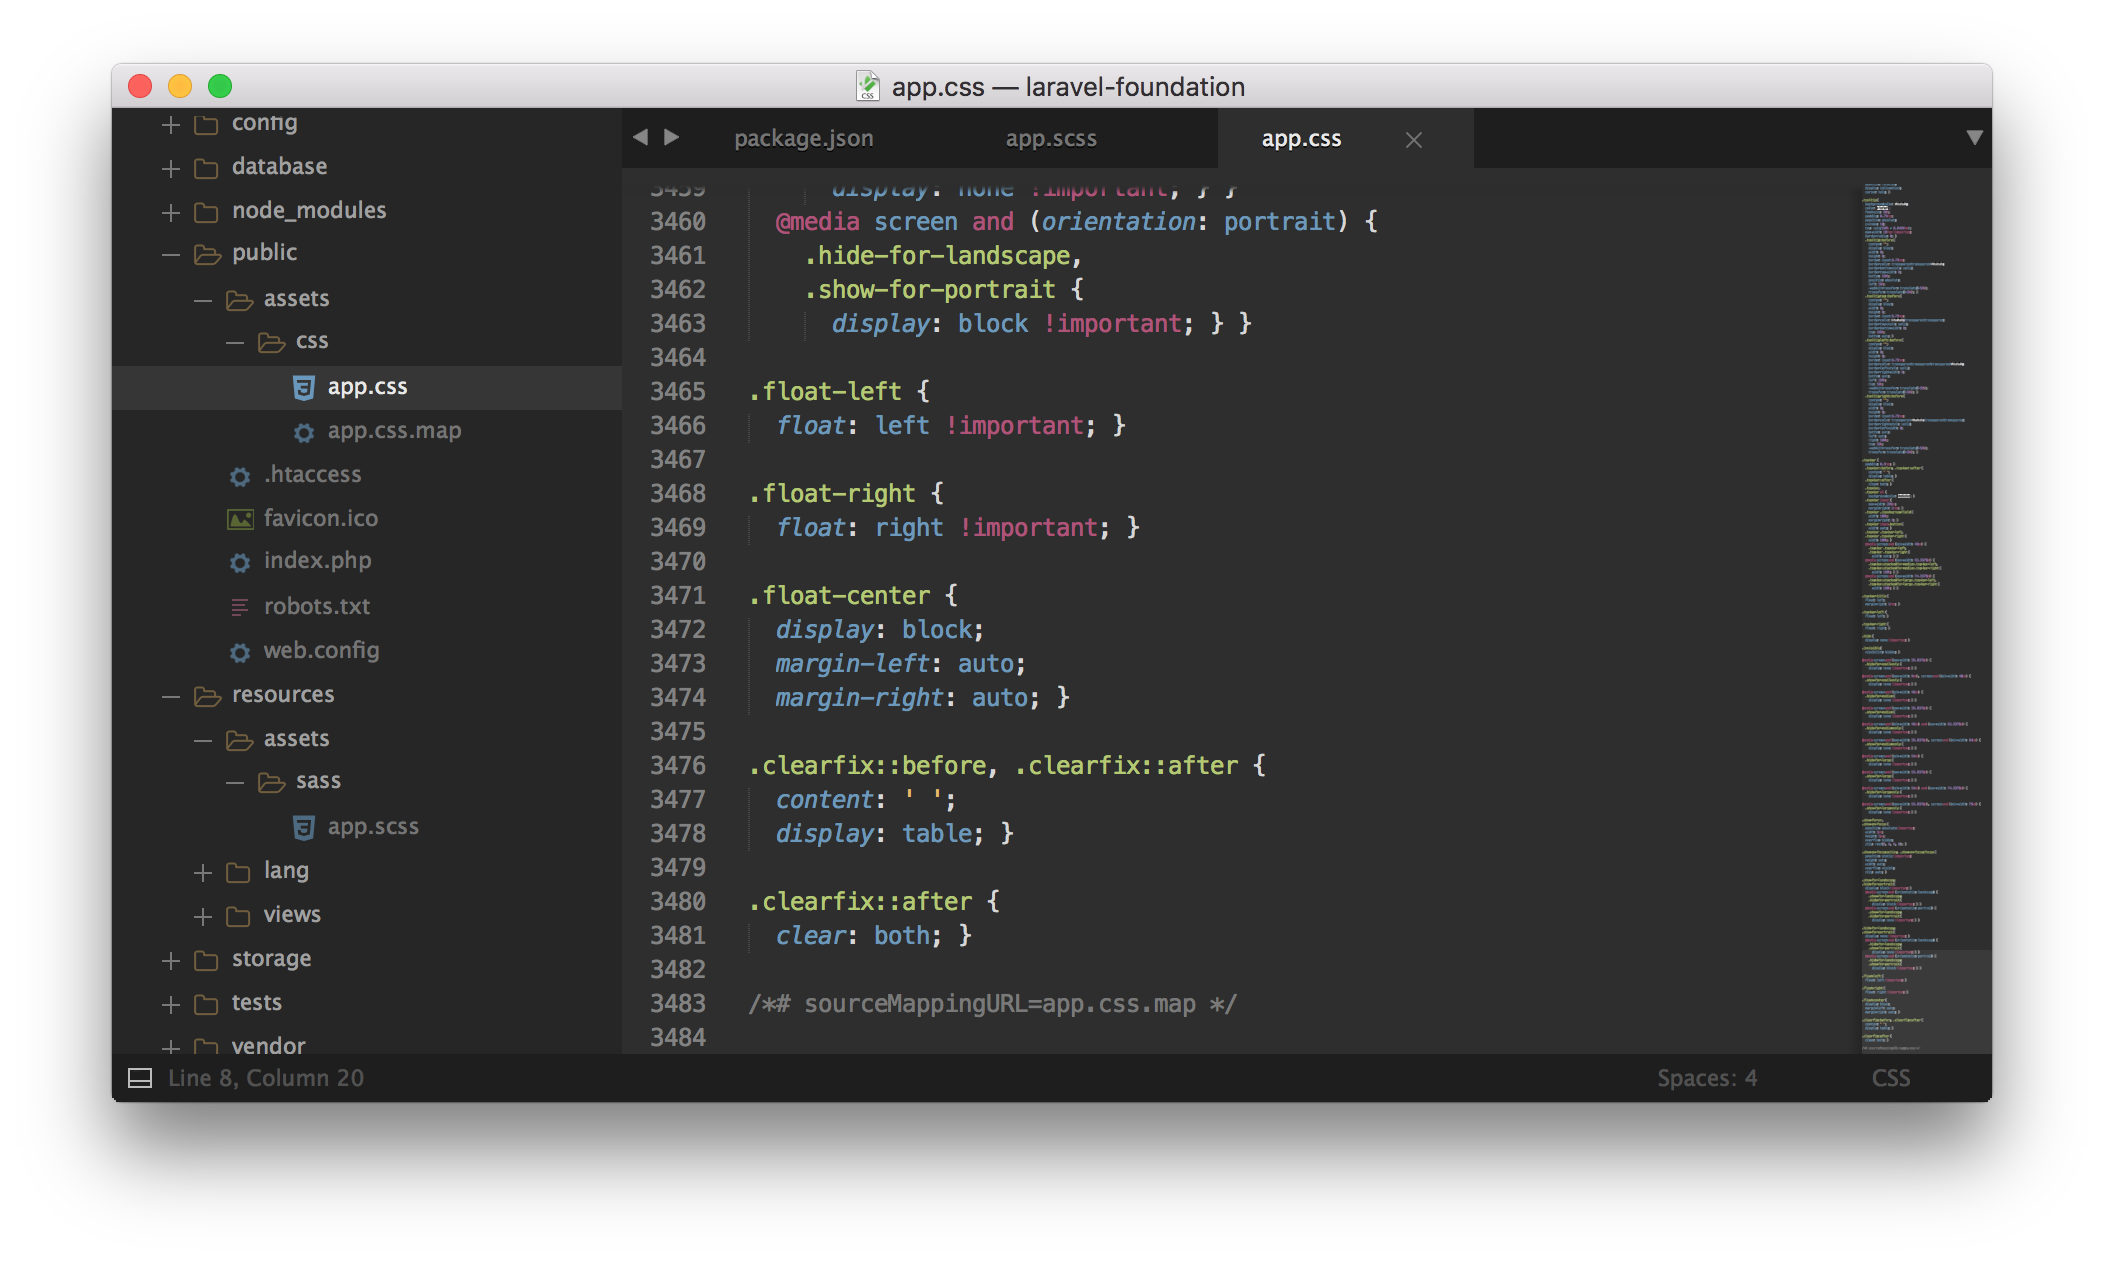 app.css — laravel-foundation
config
database
node_modules
public
assets
css
app.css
app.css.map
.htaccess
favicon.ico
index.php
robots.txt
web.config
resources
assets
sass
app.scss
lang
views
storage
tests
vendor
package.json app.scss app.css
3459 display: none !important; } }
3460 @media screen and (orientation: portrait) {
3461 .hide-for-landscape,
3462 .show-for-portrait {
3463 display: block !important; } }
3464
3465 .float-left {
3466 float: left !important; }
3467
3468 .float-right {
3469 float: right !important; }
3470
3471 .float-center {
3472 display: block;
3473 margin-left: auto;
3474 margin-right: auto; }
3475
3476 .clearfix::before, .clearfix::after {
3477 content: ' ';
3478 display: table; }
3479
3480 .clearfix::after {
3481 clear: both; }
3482
3483 /*# sourceMappingURL=app.css.map */
3484
Line 8, Column 20
Spaces: 4 CSS